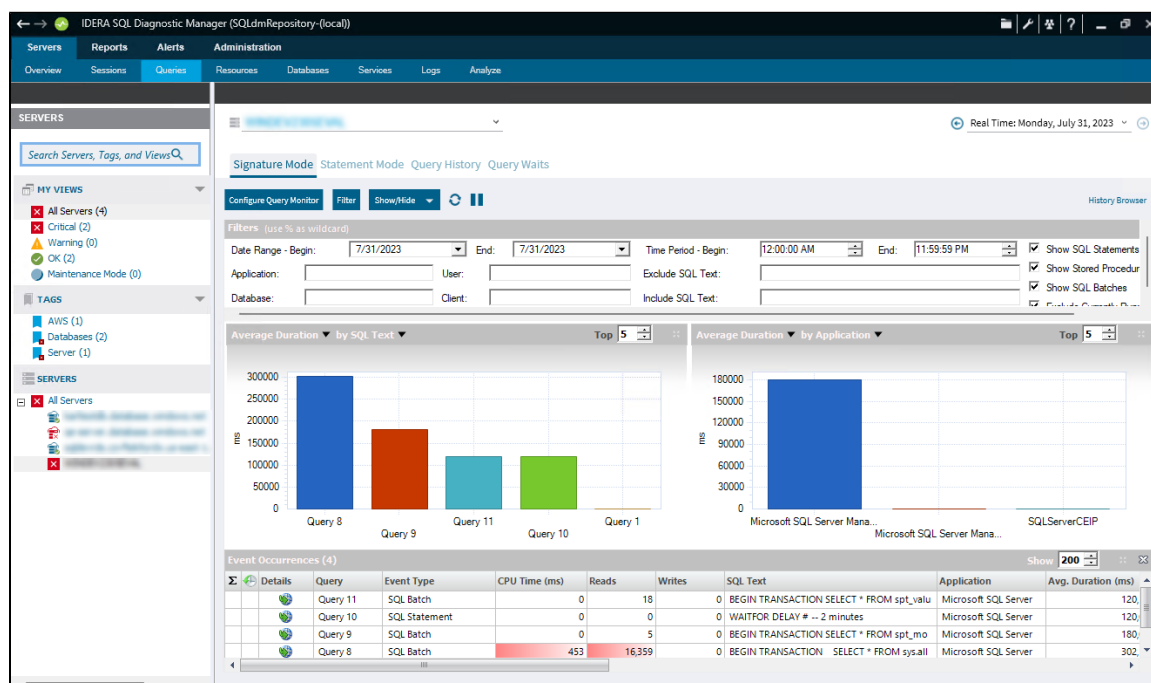 IDERA SQL Diagnostic Manager (SQLdmRepository-(local))
Servers Reports Alerts Administration
Overview Sessions Queries Resources Databases Services Logs Analyze
SERVERS
Real Time: Monday, July 31, 2023
Search Servers, Tags, and Views
Signature Mode Statement Mode Query History Query Waits
MY VIEWS
Configure Query Monitor Filter Show/Hide History Browser
All Servers (4)
Critical (2)
Warning (0)
OK (2)
Maintenance Mode (0)
TAGS
AWS (1)
Databases (2)
Server (1)
SERVERS
All Servers
Filters (use % as wildcard)
Date Range - Begin: 7/31/2023 End: 7/31/2023 Time Period - Begin: 12:00:00 AM End: 11:59:59 PM Show SQL Statements
Application: User: Exclude SQL Text: Show Stored Procedur
Show SQL Batches
Database: Client: Include SQL Text:
Exclude Currently Runn
Average Duration by SQL Text Top 5
300000
250000
200000
150000
100000
50000
0
ms
Query 8 Query 11 Query 1
Query 9 Query 10
Average Duration by Application Top 5
180000
150000
120000
90000
60000
30000
0
ms
Microsoft SQL Server Mana... SQLServerCEIP
Microsoft SQL Server Mana...
Event Occurrences (4) Show 200
Σ Details Query Event Type CPU Time (ms) Reads Writes SQL Text Application Avg. Duration (ms)
Query 11 SQL Batch 0 18 0 BEGIN TRANSACTION SELECT * FROM spt_valu Microsoft SQL Server 120,
Query 10 SQL Statement 0 0 0 WAITFOR DELAY # -- 2 minutes Microsoft SQL Server 120,
Query 9 SQL Batch 0 5 0 BEGIN TRANSACTION SELECT * FROM spt_mo Microsoft SQL Server 180,
Query 8 SQL Batch 453 16,359 0 BEGIN TRANSACTION SELECT * FROM sys.all Microsoft SQL Server 302,